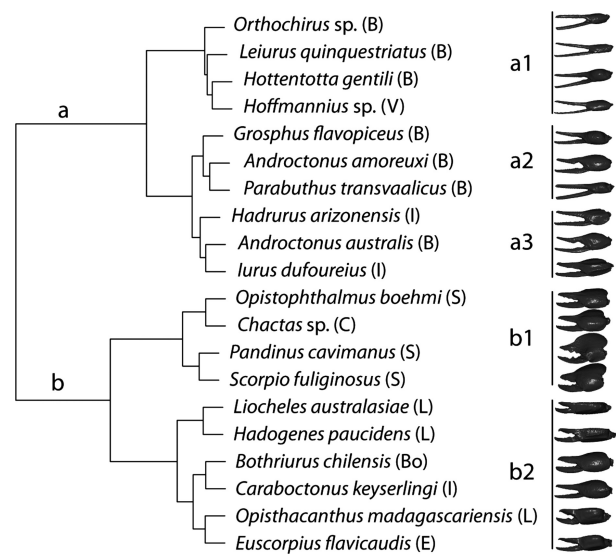 Orthochirus sp. (B)
Leiurus quinquestriatus (B)
Hottentotta gentili (B)
Hoffmannius sp. (V)
a1
a
Grosphus flavopiceus (B)
Androctonus amoreuxi (B)
Parabuthus transvaalicus (B)
a2
Hadrurus arizonensis (I)
Androctonus australis (B)
Iurus dufoureius (I)
a3
Opistophthalmus boehmi (S)
Chactas sp. (C)
Pandinus cavimanus (S)
Scorpio fuliginosus (S)
b1
b
Liocheles australasiae (L)
Hadogenes paucidens (L)
Bothriurus chilensis (Bo)
Caraboctonus keyserlingi (I)
Opisthacanthus madagascariensis (L)
Euscorpius flavicaudis (E)
b2